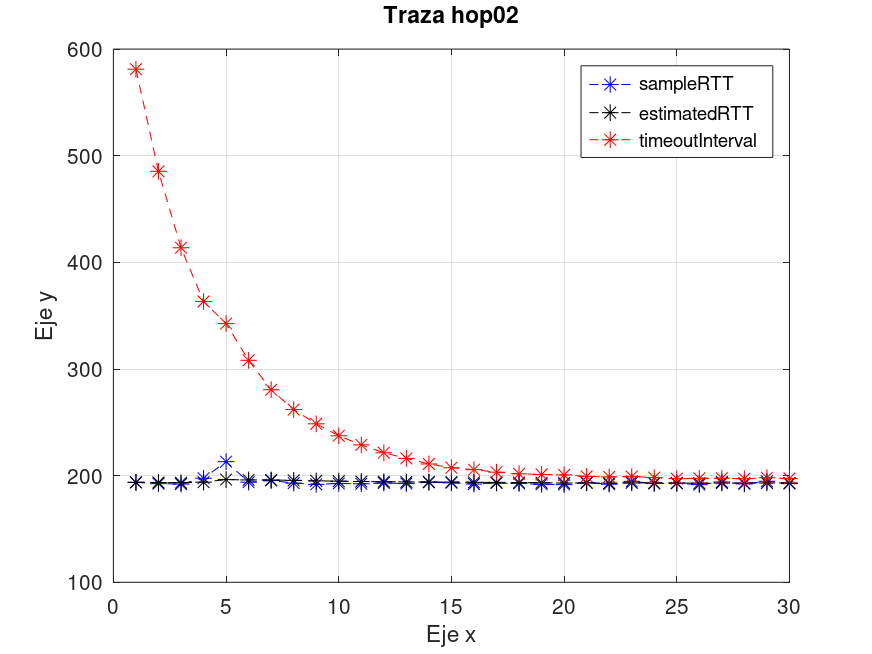 Traza hop02
600
500
400
300
200
100
Eje y
sampleRTT
estimatedRTT
timeoutInterval
0 5 10 15 20 25 30
Eje x